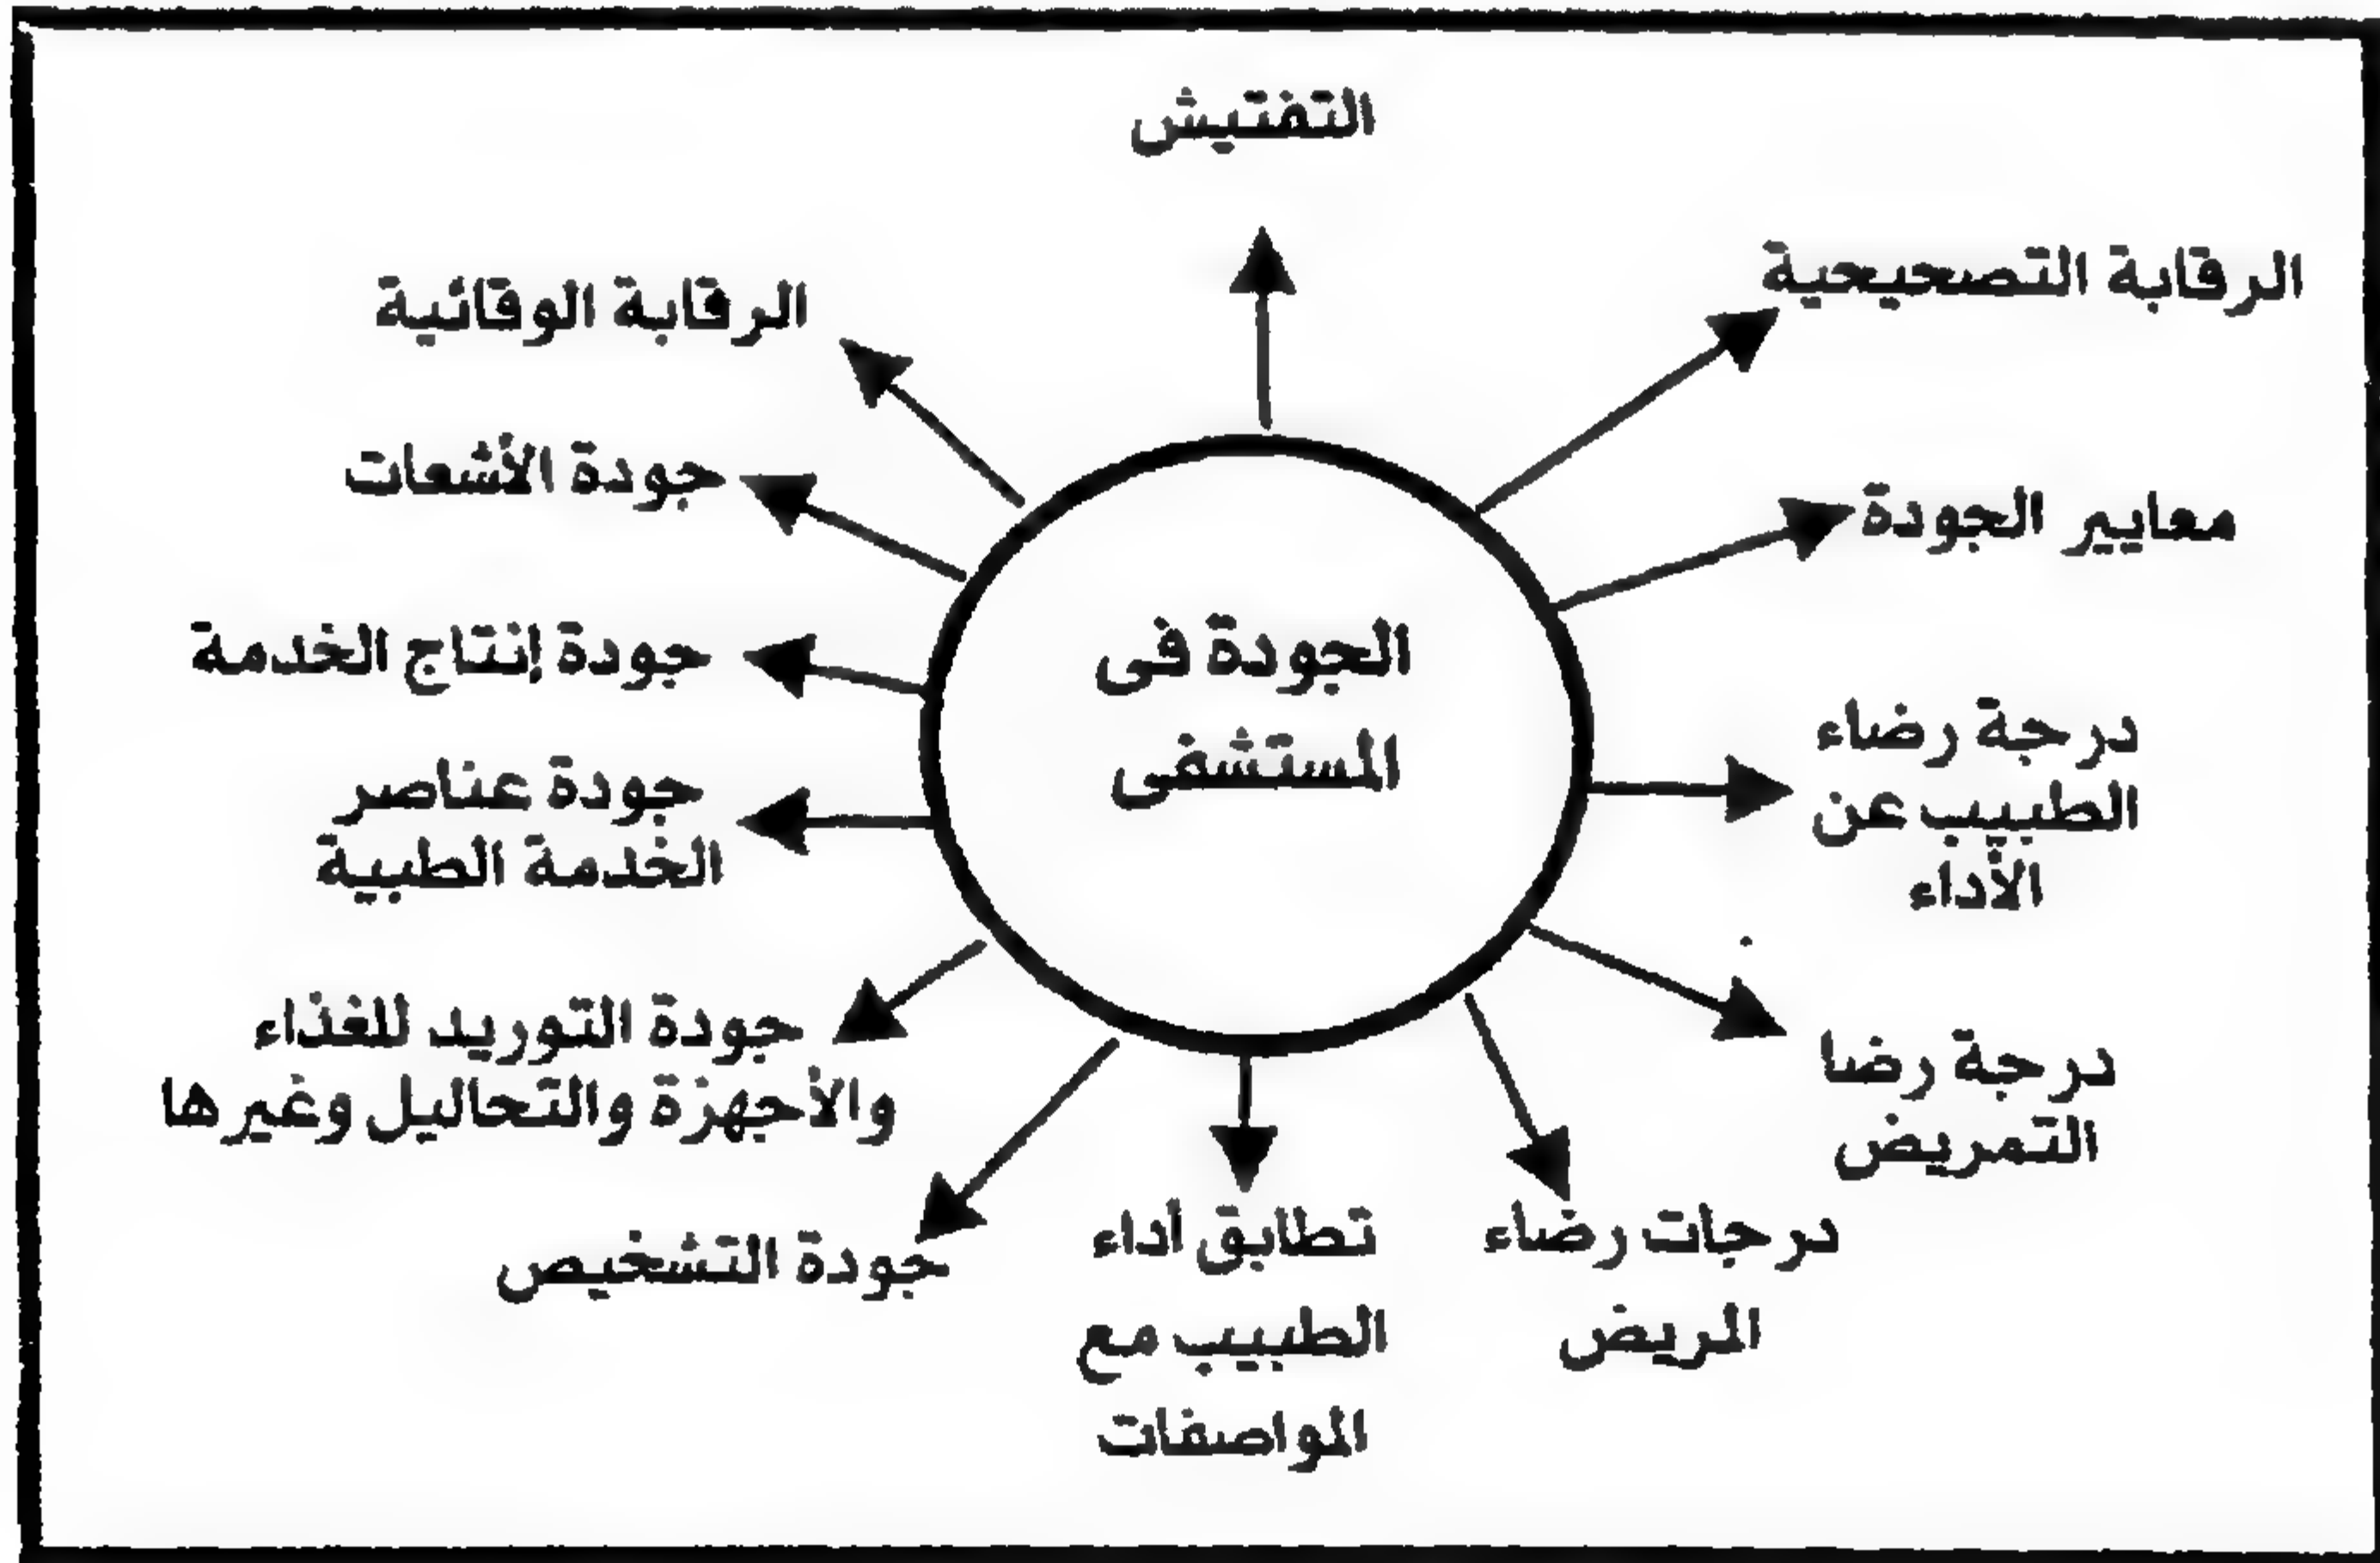 التفتيش
الرقابة التصحيحية
الرقابة الوقائية
جودة الأشعات
معايير الجودة
الجودة فى
المستشفى
جودة إنتاج الخدمة
درجة رضاء
الطبيب عن
الأداء
جودة عناصر
الخدمة الطبية
جودة التوريد للغذاء
والأجهزة والتحاليل وغيرها
درجة رضا
التمريض
درجات رضاء
المريض
تطابق أداء
الطبيب مع
المواصفات
جودة التشخيص